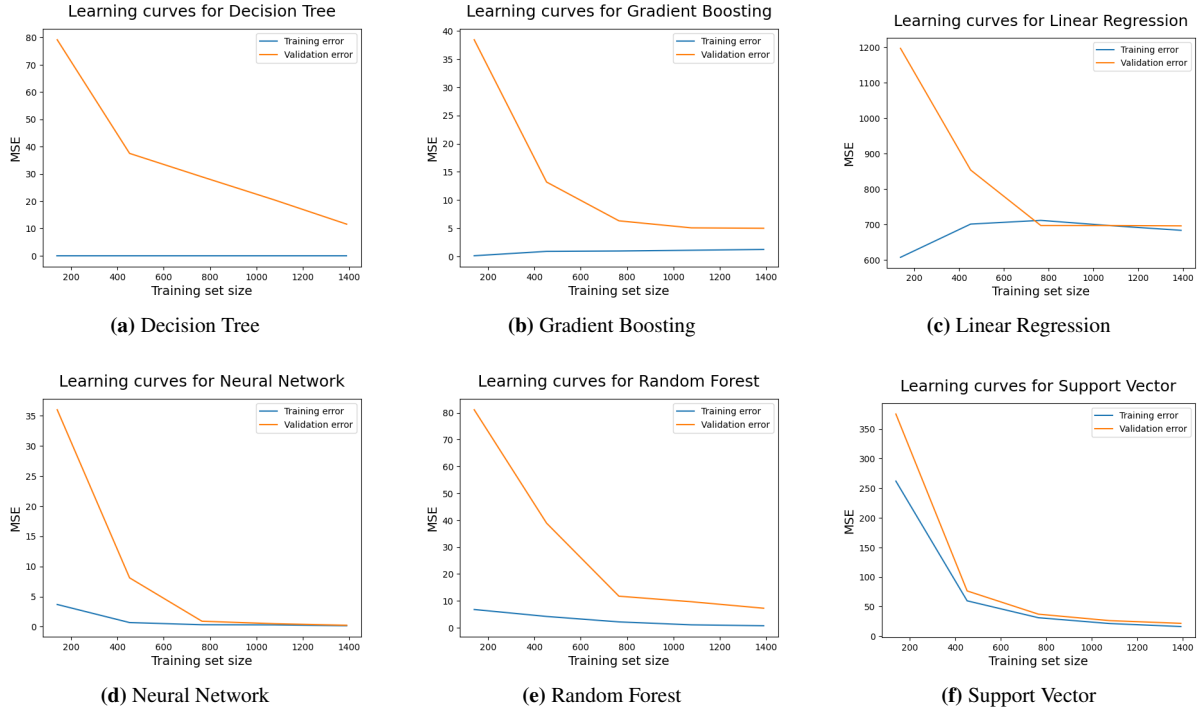 Learning curves for Decision Tree
Training error
Validation error
MSE
80
70
60
50
40
30
20
10
0
200 400 600 800 1000 1200 1400
Training set size
(a) Decision Tree
Learning curves for Gradient Boosting
Training error
Validation error
MSE
40
35
30
25
20
15
10
5
0
200 400 600 800 1000 1200 1400
Training set size
(b) Gradient Boosting
Learning curves for Linear Regression
Training error
Validation error
MSE
1200
1100
1000
900
800
700
600
200 400 600 800 1000 1200 1400
Training set size
(c) Linear Regression
Learning curves for Neural Network
Training error
Validation error
MSE
35
30
25
20
15
10
5
0
200 400 600 800 1000 1200 1400
Training set size
(d) Neural Network
Learning curves for Random Forest
Training error
Validation error
MSE
80
70
60
50
40
30
20
10
0
200 400 600 800 1000 1200 1400
Training set size
(e) Random Forest
Learning curves for Support Vector
Training error
Validation error
MSE
350
300
250
200
150
100
50
0
200 400 600 800 1000 1200 1400
Training set size
(f) Support Vector